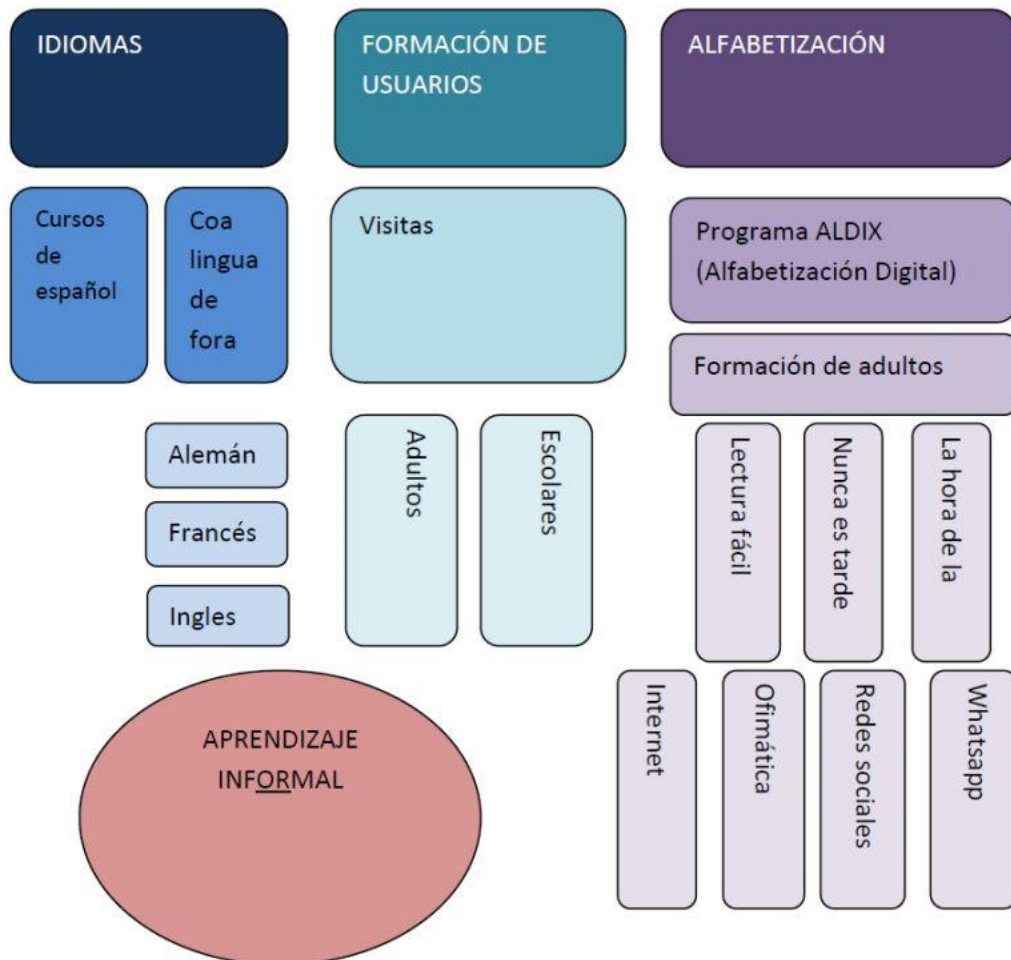 IDIOMAS
FORMACIÓN DE
USUARIOS
ALFABETIZACIÓN
Cursos
de
español
Coa
lingua
de
fora
Visitas
Programa ALDIX
(Alfabetización Digital)
Formación de adultos
Alemán
Francés
Ingles
Adultos
Escolares
Lectura fácil
Nunca es tarde
La hora de la
APRENDIZAJE
INFORMAL
Internet
Ofimática
Redes sociales
Whatsapp